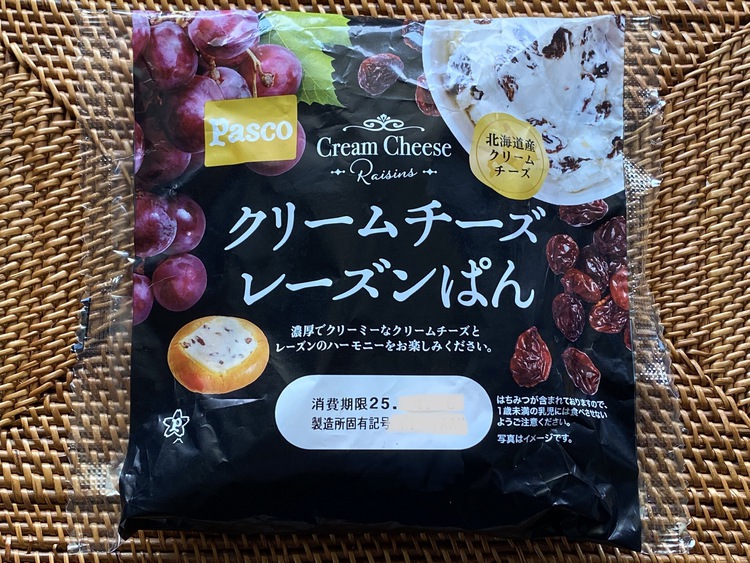 Pasco
Cream Cheese
Raisins
北海道産
クリーム
チーズ
クリームチーズ
レーズンぱん
濃厚でクリーミーなクリームチーズと
レーズンのハーモニーをお楽しみください。
消費期限25.
製造所固有記号
はちみつが含まれておりますので、
1歳未満の乳児には食べさせない
ようご注意ください。
写真はイメージです。